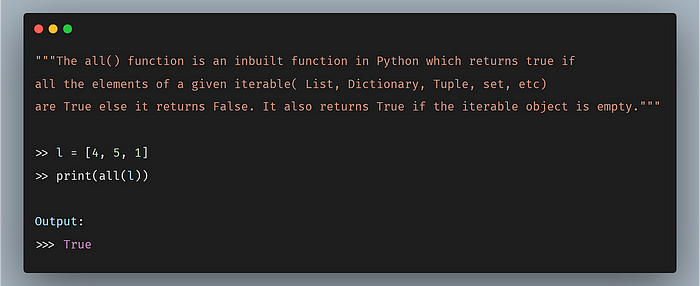 """The all() function is an inbuilt function in Python which returns true if
all the elements of a given iterable( List, Dictionary, Tuple, set, etc)
are True else it returns False. It also returns True if the iterable object is empty."""
>> l = [4, 5, 1]
>> print(all(l))
Output:
>>> True